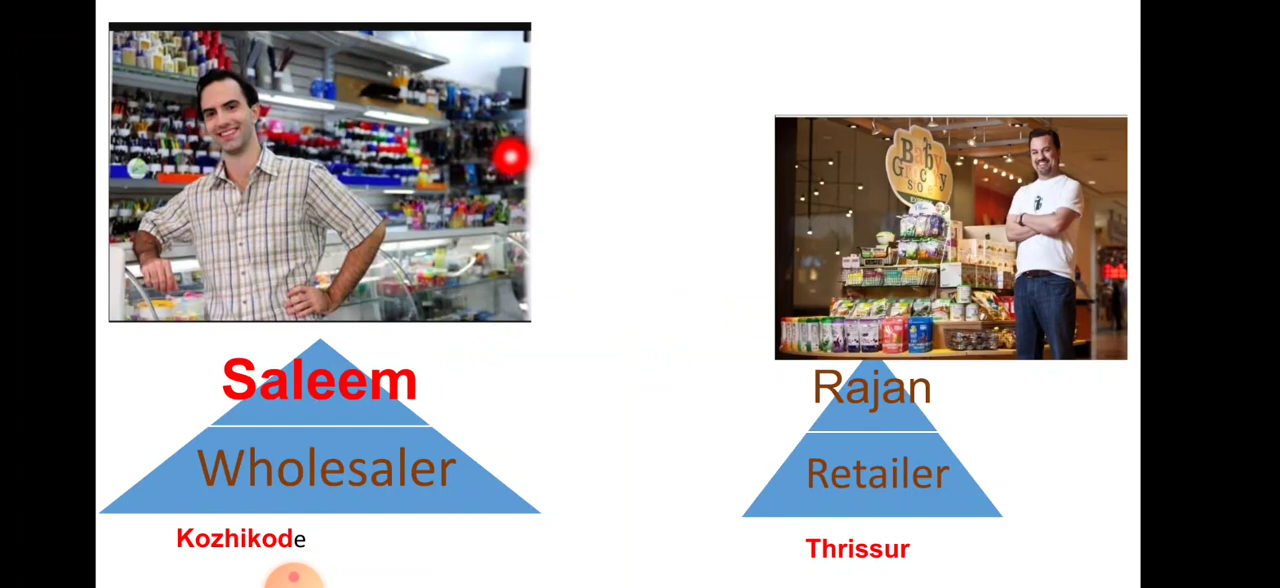 Baby
Grocery
STORE
Saleem
Wholesaler
Kozhikode
Rajan
Retailer
Thrissur